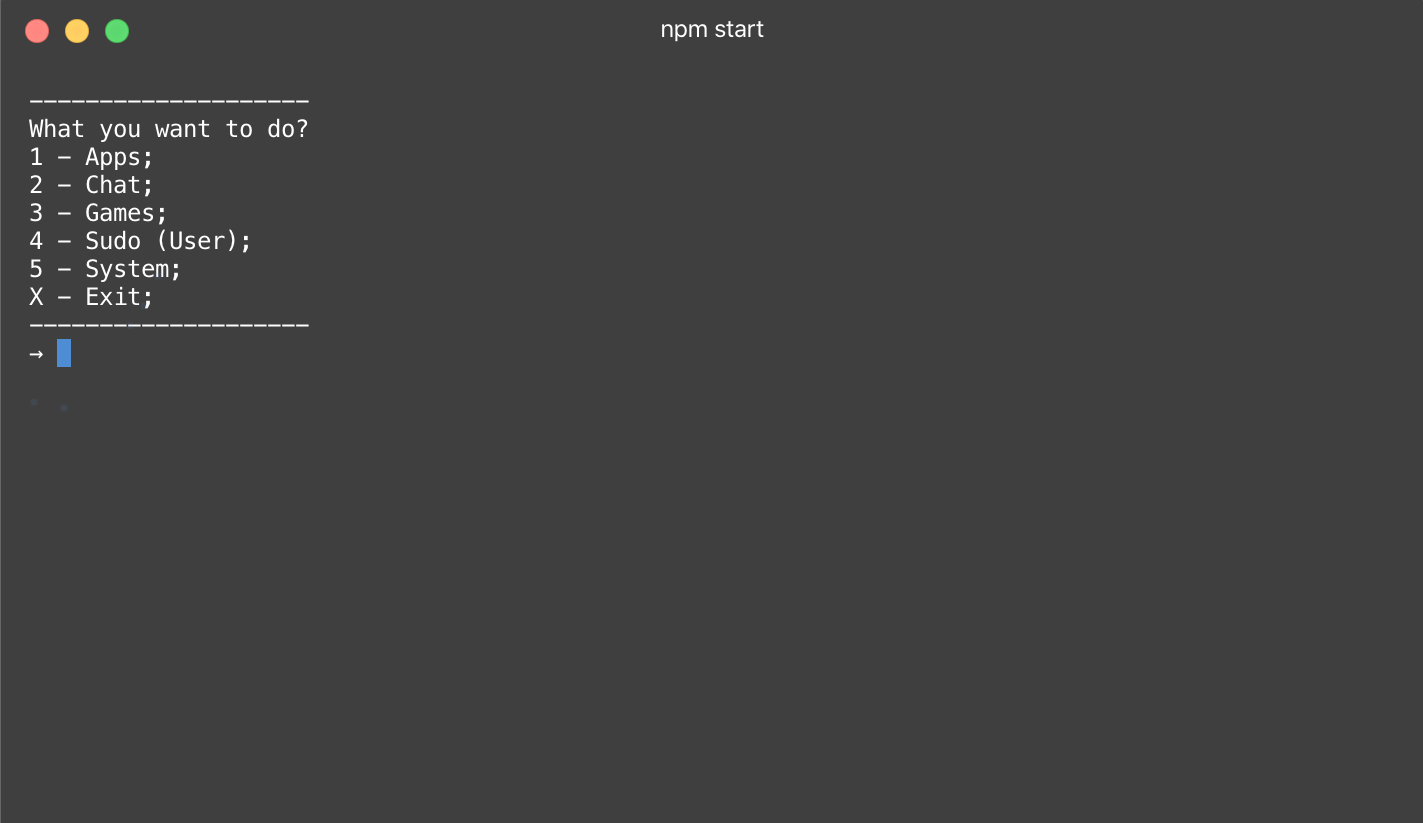 npm start
--------------------
What you want to do?
1 - Apps;
2 - Chat;
3 - Games;
4 - Sudo (User);
5 - System;
X - Exit;
--------------------
→